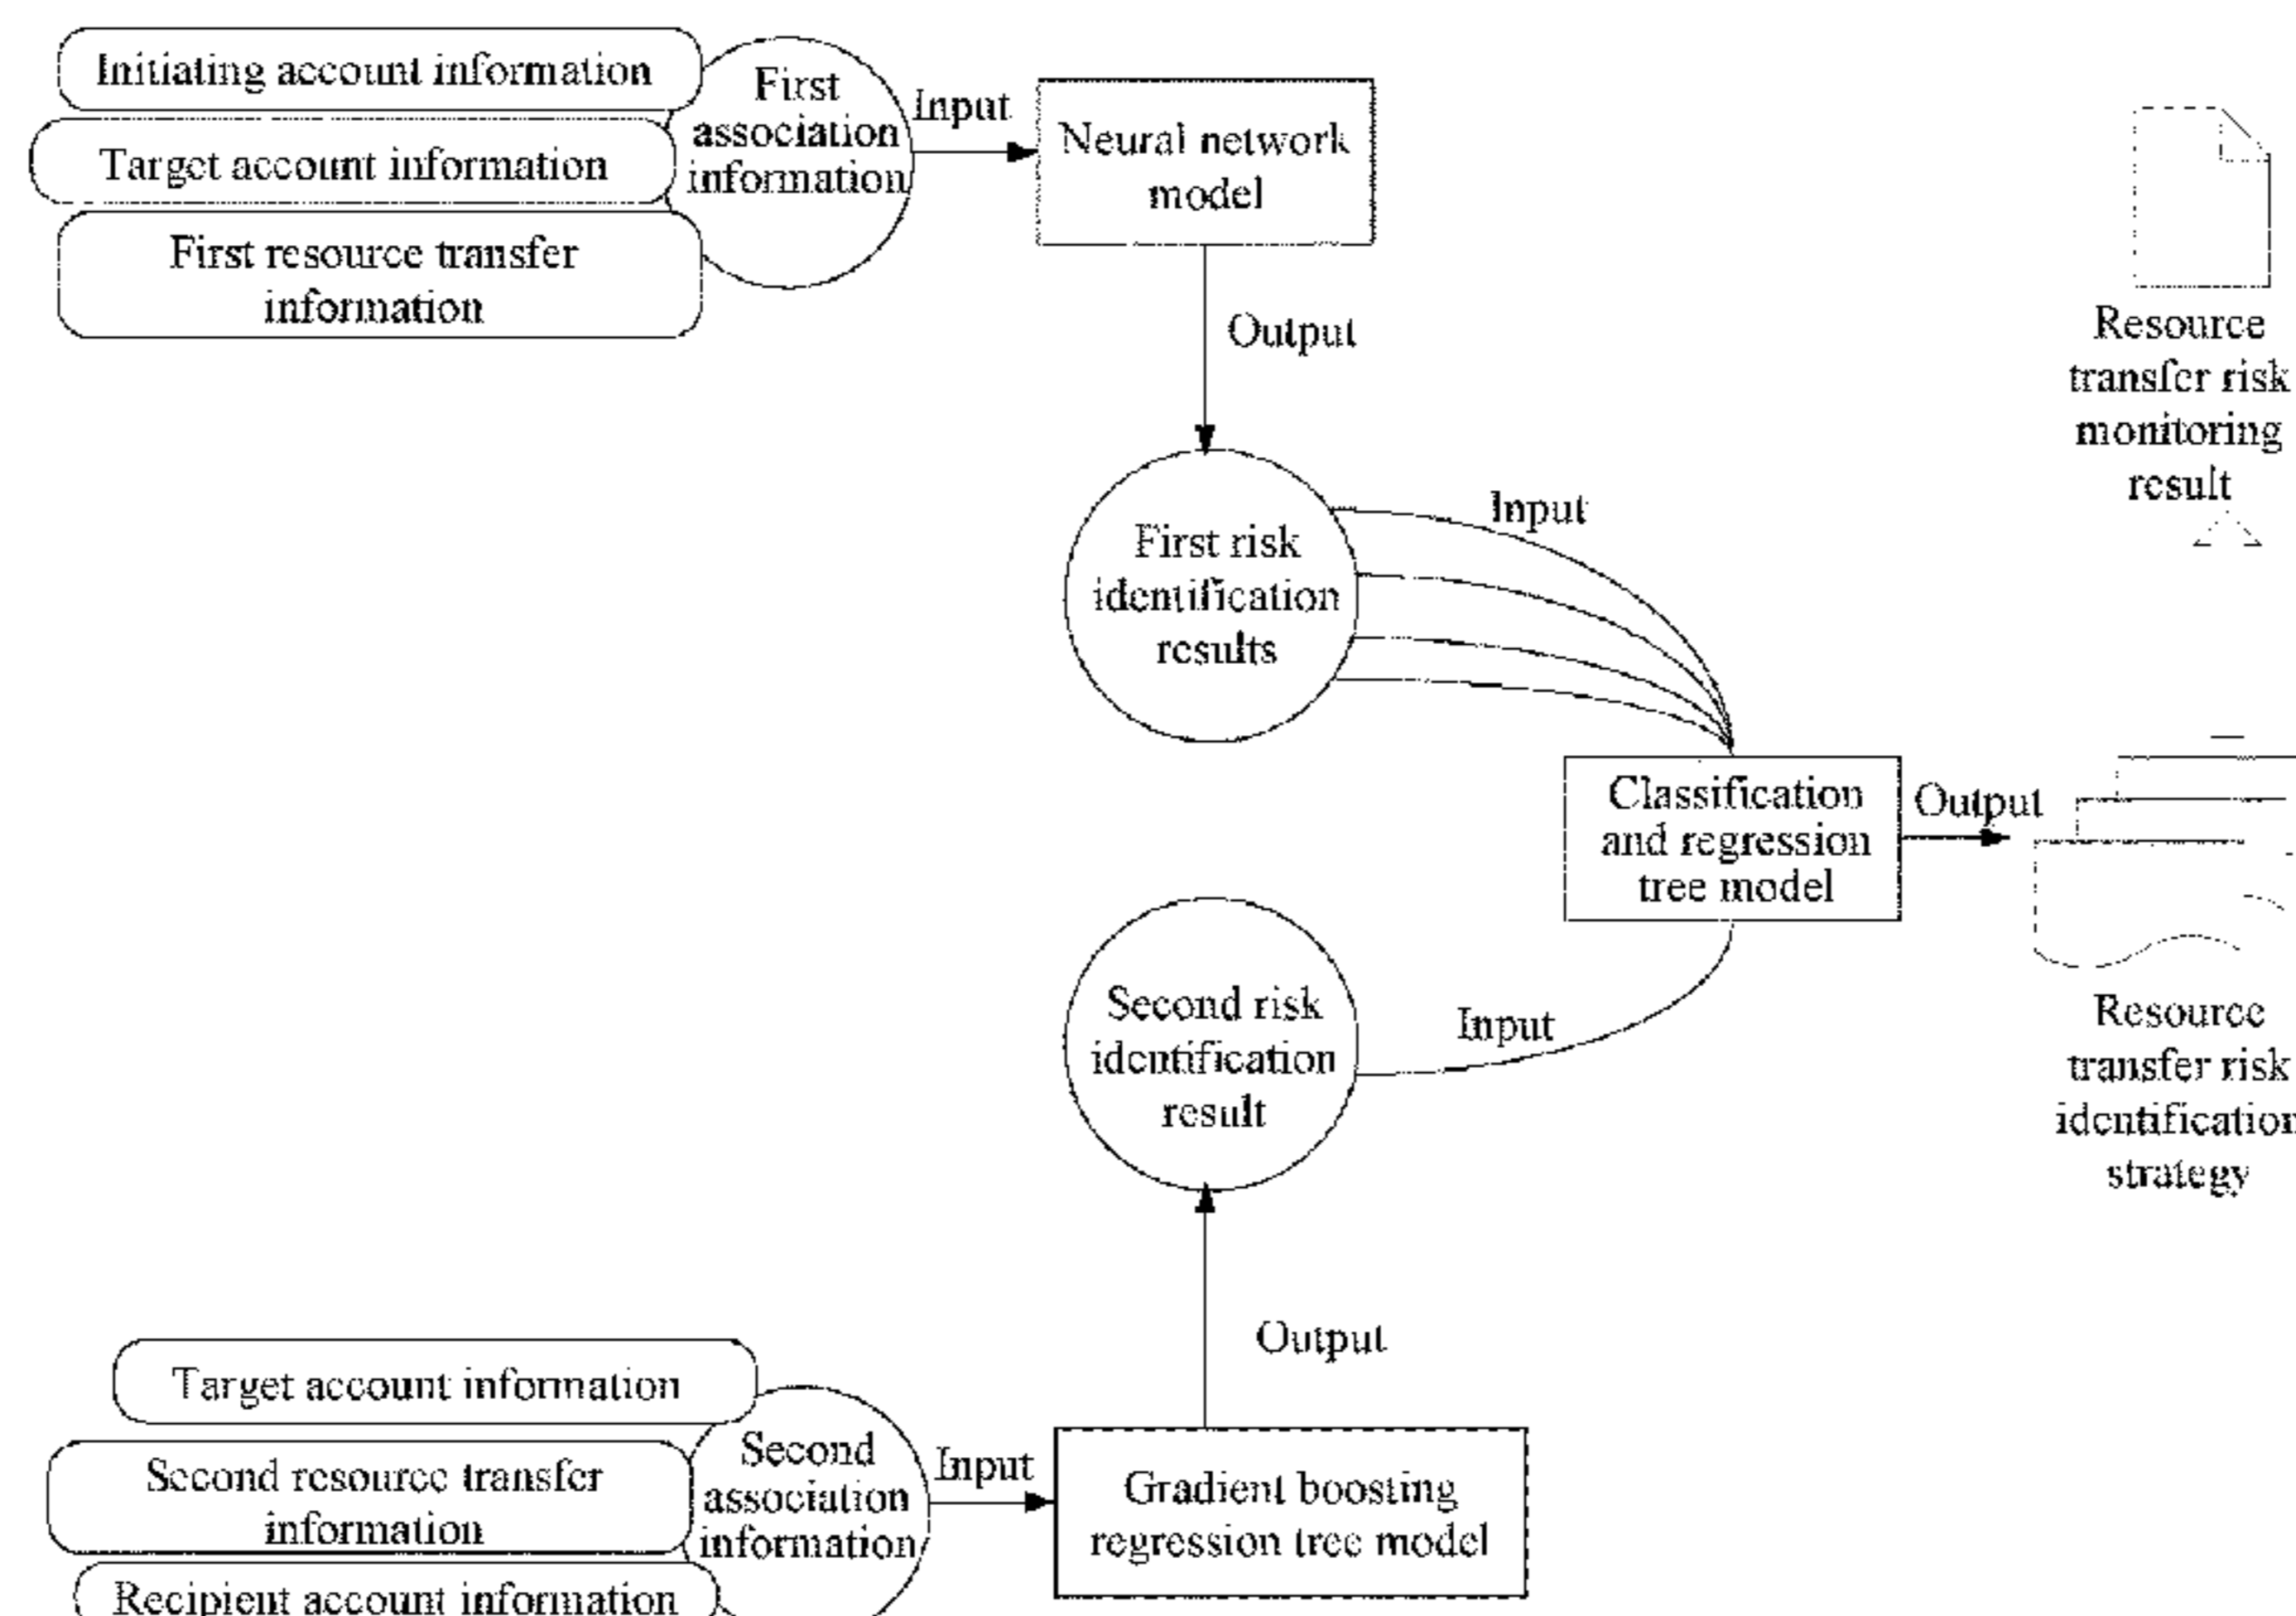 Initiating account information
Target account information
First resource transfer
information
First
association
information
Input
Neural network
model
Output
First risk
identification
results
Input
Resource
transfer risk
monitoring
result
Classification
and regression
tree model
Output
Resource
transfer risk
identification
strategy
Second risk
identification
result
Input
Output
Target account information
Second resource transfer
information
Recipient account information
Second
association
information
Input
Gradient boosting
regression tree model